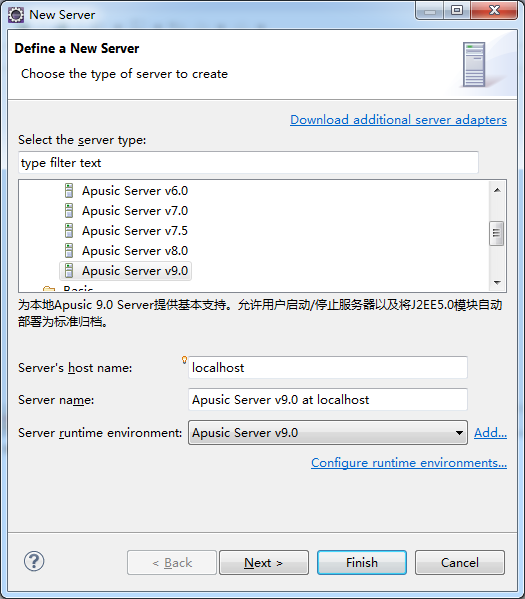 New Server
Define a New Server
Choose the type of server to create
Download additional server adapters
Select the server type:
type filter text
Apusic Server v6.0
Apusic Server v7.0
Apusic Server v7.5
Apusic Server v8.0
Apusic Server v9.0
Basic
为本地Apusic 9.0 Server提供基本支持。允许用户启动/停止服务器以及将J2EE5.0模块自动
部署为标准归档。
Server's host name: localhost
Server name: Apusic Server v9.0 at localhost
Server runtime environment: Apusic Server v9.0 Add...
Configure runtime environments...
? < Back Next > Finish Cancel